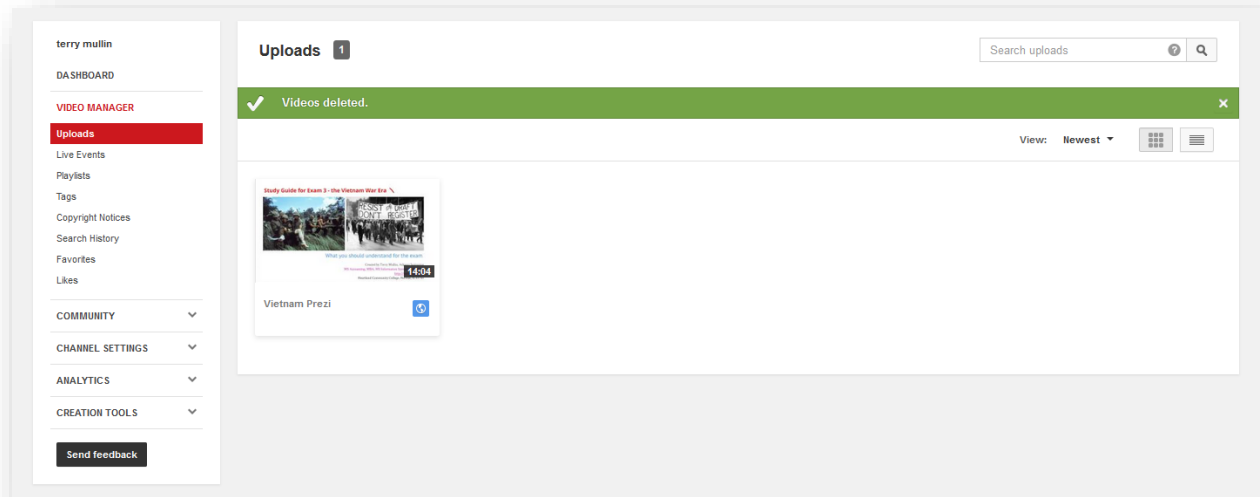 terry mullin
DASHBOARD
VIDEO MANAGER
Uploads
Live Events
Playlists
Tags
Copyright Notices
Search History
Favorites
Likes
COMMUNITY
CHANNEL SETTINGS
ANALYTICS
CREATION TOOLS
Send feedback
Uploads 1
Search uploads
Videos deleted.
View: Newest
Study Guide for Exam 3 - the Vietnam War Era
RESIST the DRAFT
DON'T REGISTER
What you should understand for the exam
14:04
Vietnam Prezi